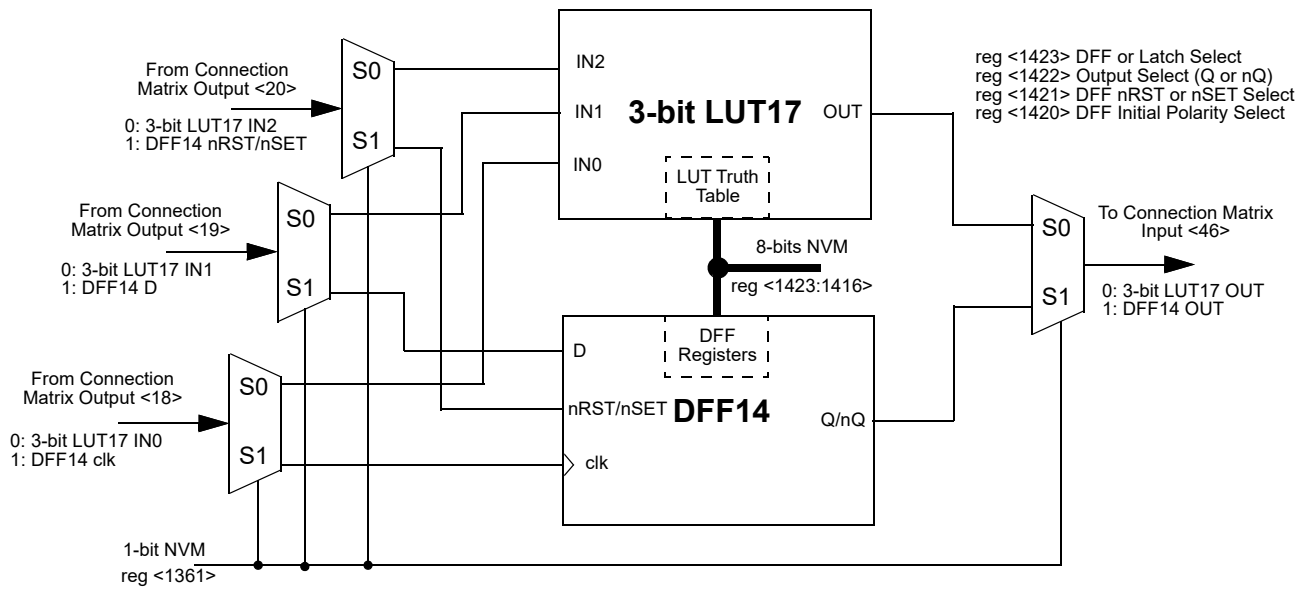 From Connection
Matrix Output <20>
0: 3-bit LUT17 IN2
1: DFF14 nRST/nSET
S0
S1
From Connection
Matrix Output <19>
0: 3-bit LUT17 IN1
1: DFF14 D
S0
S1
From Connection
Matrix Output <18>
0: 3-bit LUT17 IN0
1: DFF14 clk
S0
S1
1-bit NVM
reg <1361>
IN2
IN1
IN0
3-bit LUT17
OUT
LUT Truth
Table
8-bits NVM
reg <1423:1416>
DFF
Registers
D
nRST/nSET
DFF14
Q/nQ
clk
reg <1423> DFF or Latch Select
reg <1422> Output Select (Q or nQ)
reg <1421> DFF nRST or nSET Select
reg <1420> DFF Initial Polarity Select
S0
S1
To Connection Matrix
Input <46>
0: 3-bit LUT17 OUT
1: DFF14 OUT